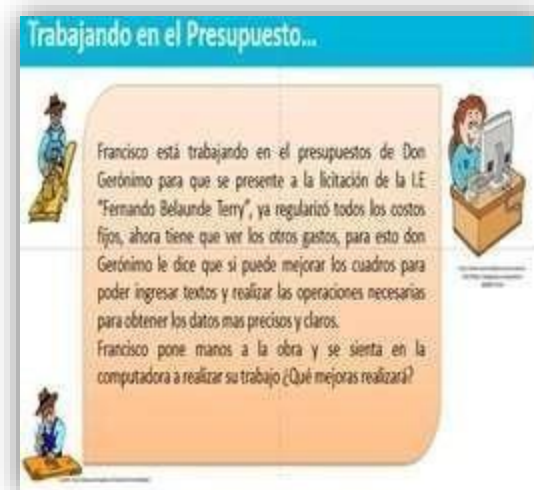 Trabajando en el Presupuesto...
Francisco está trabajando en el presupuestos de Don
Gerónimo para que se presente a la licitación de la I.E
"Fernando Belaunde Terry", ya regularizó todos los costos
fijos, ahora tiene que ver los otros gastos, para esto don
Gerónimo le dice que si puede mejorar los cuadros para
poder ingresar textos y realizar las operaciones necesarias
para obtener los datos mas precisos y claros.
Francisco pone manos a la obra y se sienta en la
computadora a realizar su trabajo ¿Qué mejoras realizará?